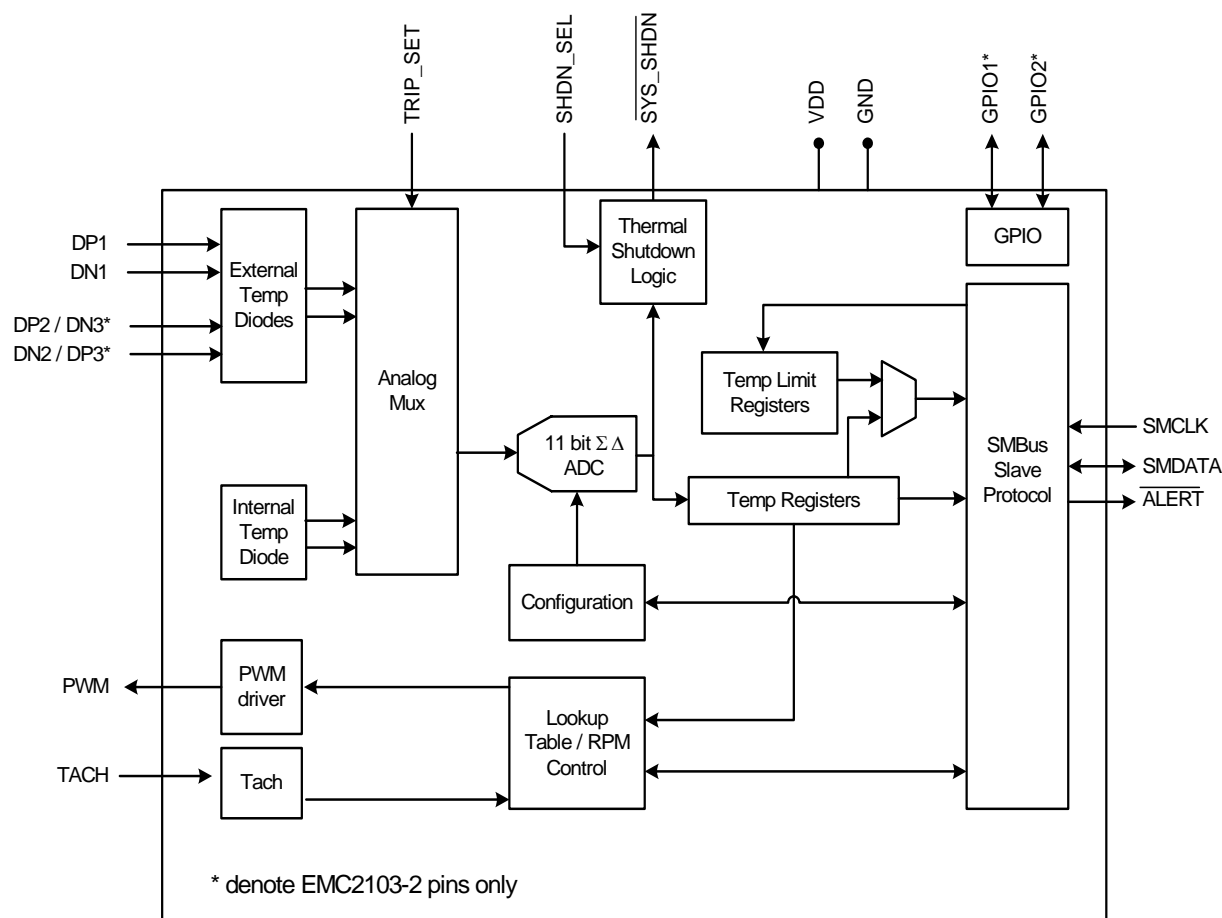 TRIP_SET
SHDN_SEL
SYS_SHDN
VDD
GND
GPIO1*
GPIO2*
DP1
DN1
DP2 / DN3*
DN2 / DP3*
External
Temp
Diodes
Analog
Mux
Thermal
Shutdown
Logic
GPIO
Temp Limit
Registers
11 bit Σ Δ
ADC
SMBus
Slave
Protocol
SMCLK
SMDATA
ALERT
Temp Registers
Internal
Temp
Diode
Configuration
PWM
PWM
driver
Lookup
Table / RPM
Control
TACH
Tach
* denote EMC2103-2 pins only